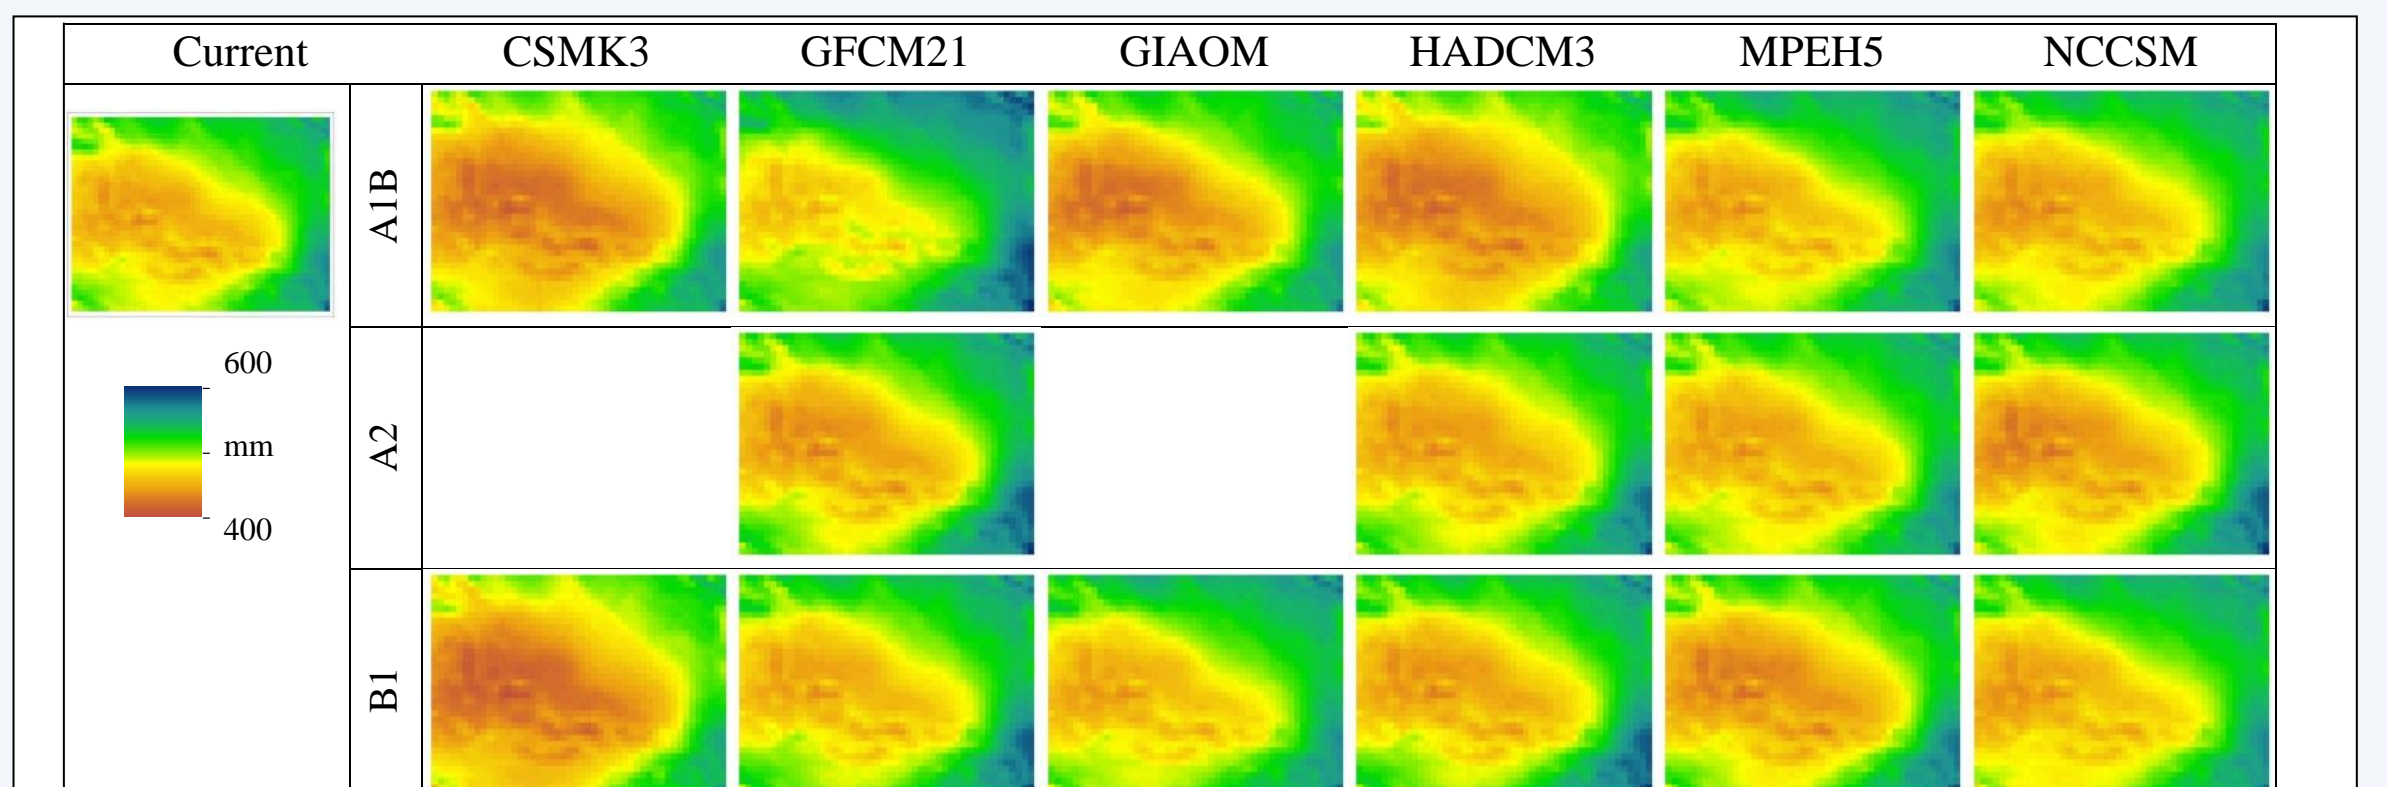 Current CSMK3 GFCM21 GIAOM HADCM3 MPEH5 NCCSM
A1B
600
mm
400
A2
B1